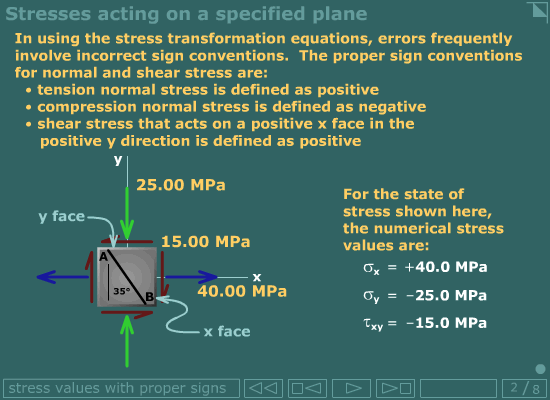 Stresses acting on a specified plane
In using the stress transformation equations, errors frequently
involve incorrect sign conventions. The proper sign conventions
for normal and shear stress are:
• tension normal stress is defined as positive
• compression normal stress is defined as negative
• shear stress that acts on a positive x face in the
positive y direction is defined as positive
y
25.00 MPa
y face
15.00 MPa
A
x
40.00 MPa
35°
B
x face
For the state of
stress shown here,
the numerical stress
values are:
σx = +40.0 MPa
σy = −25.0 MPa
τxy = −15.0 MPa
stress values with proper signs
2 / 8